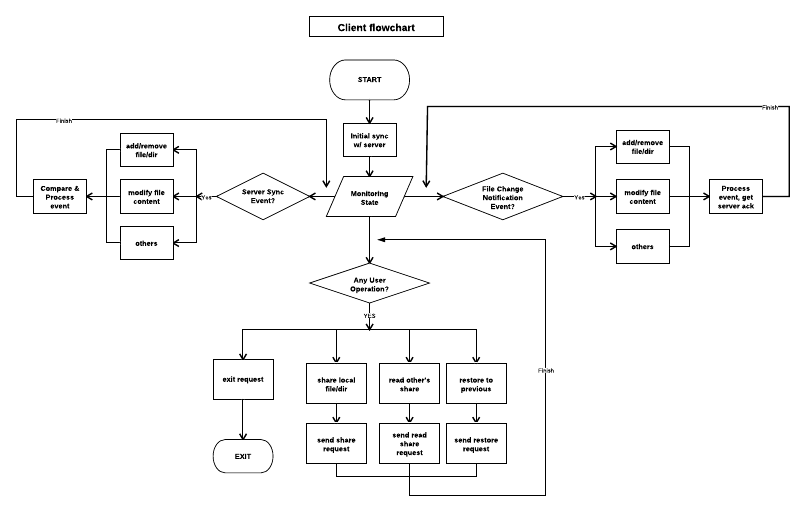 Client flowchart
START
Initial sync
w/ server
Monitoring
State
Finish
add/remove
file/dir
modify file
content
others
Compare &
Process
event
Yes
Server Sync
Event?
File Change
Notification
Event?
Yes
add/remove
file/dir
modify file
content
others
Process
event, get
server ack
Finish
Any User
Operation?
YES
exit request
share local
file/dir
read other's
share
restore to
previous
Finish
EXIT
send share
request
send read
share
request
send restore
request